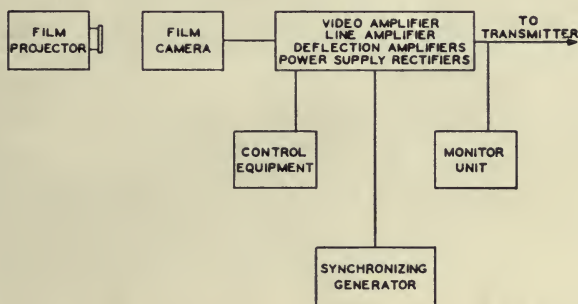 FILM
PROJECTOR
FILM
CAMERA
VIDEO AMPLIFIER
LINE AMPLIFIER
DEFLECTION AMPLIFIERS
POWER SUPPLY RECTIFIERS
TO
TRANSMITTER
CONTROL
EQUIPMENT
MONITOR
UNIT
SYNCHRONIZING
GENERATOR